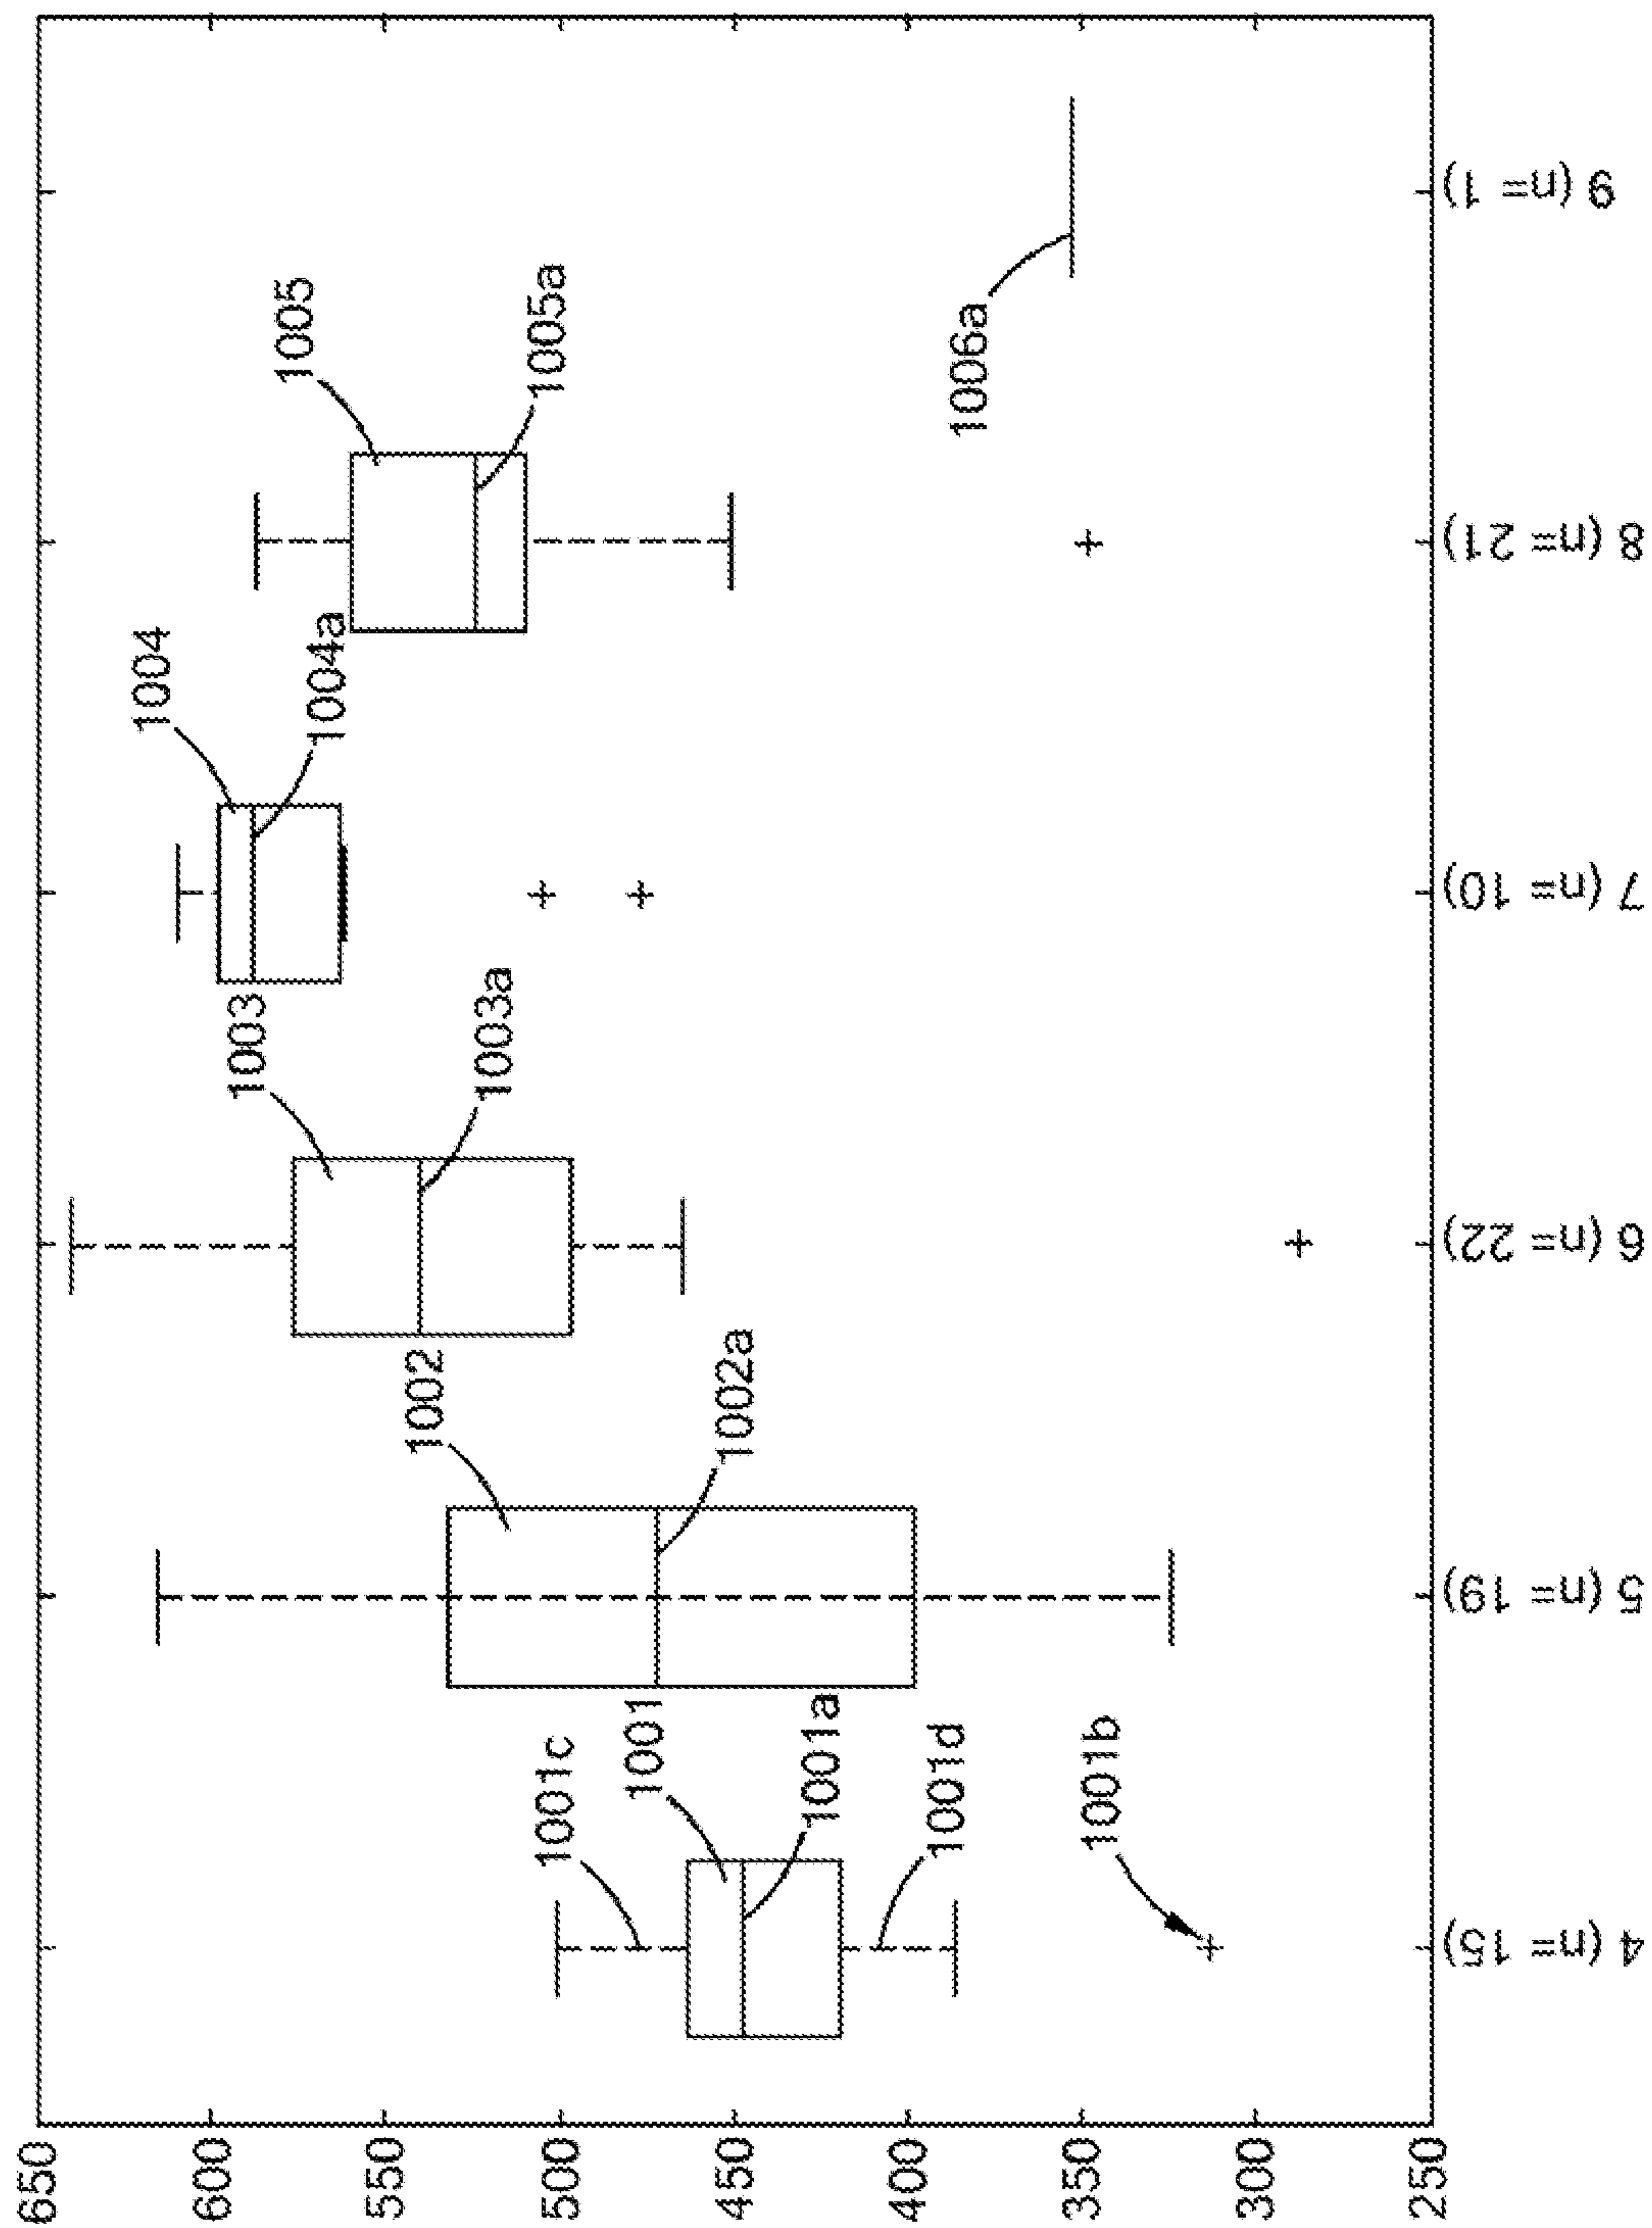 650
600
550
500
450
400
350
300
250
1001c
1001
1001a
1001d
1001b
1002
1002a
1003
1003a
1004
1004a
1005
1005a
1006a
4 (n= 15)
5 (n= 19)
6 (n= 22)
7 (n= 10)
8 (n= 21)
9 (n= 1)